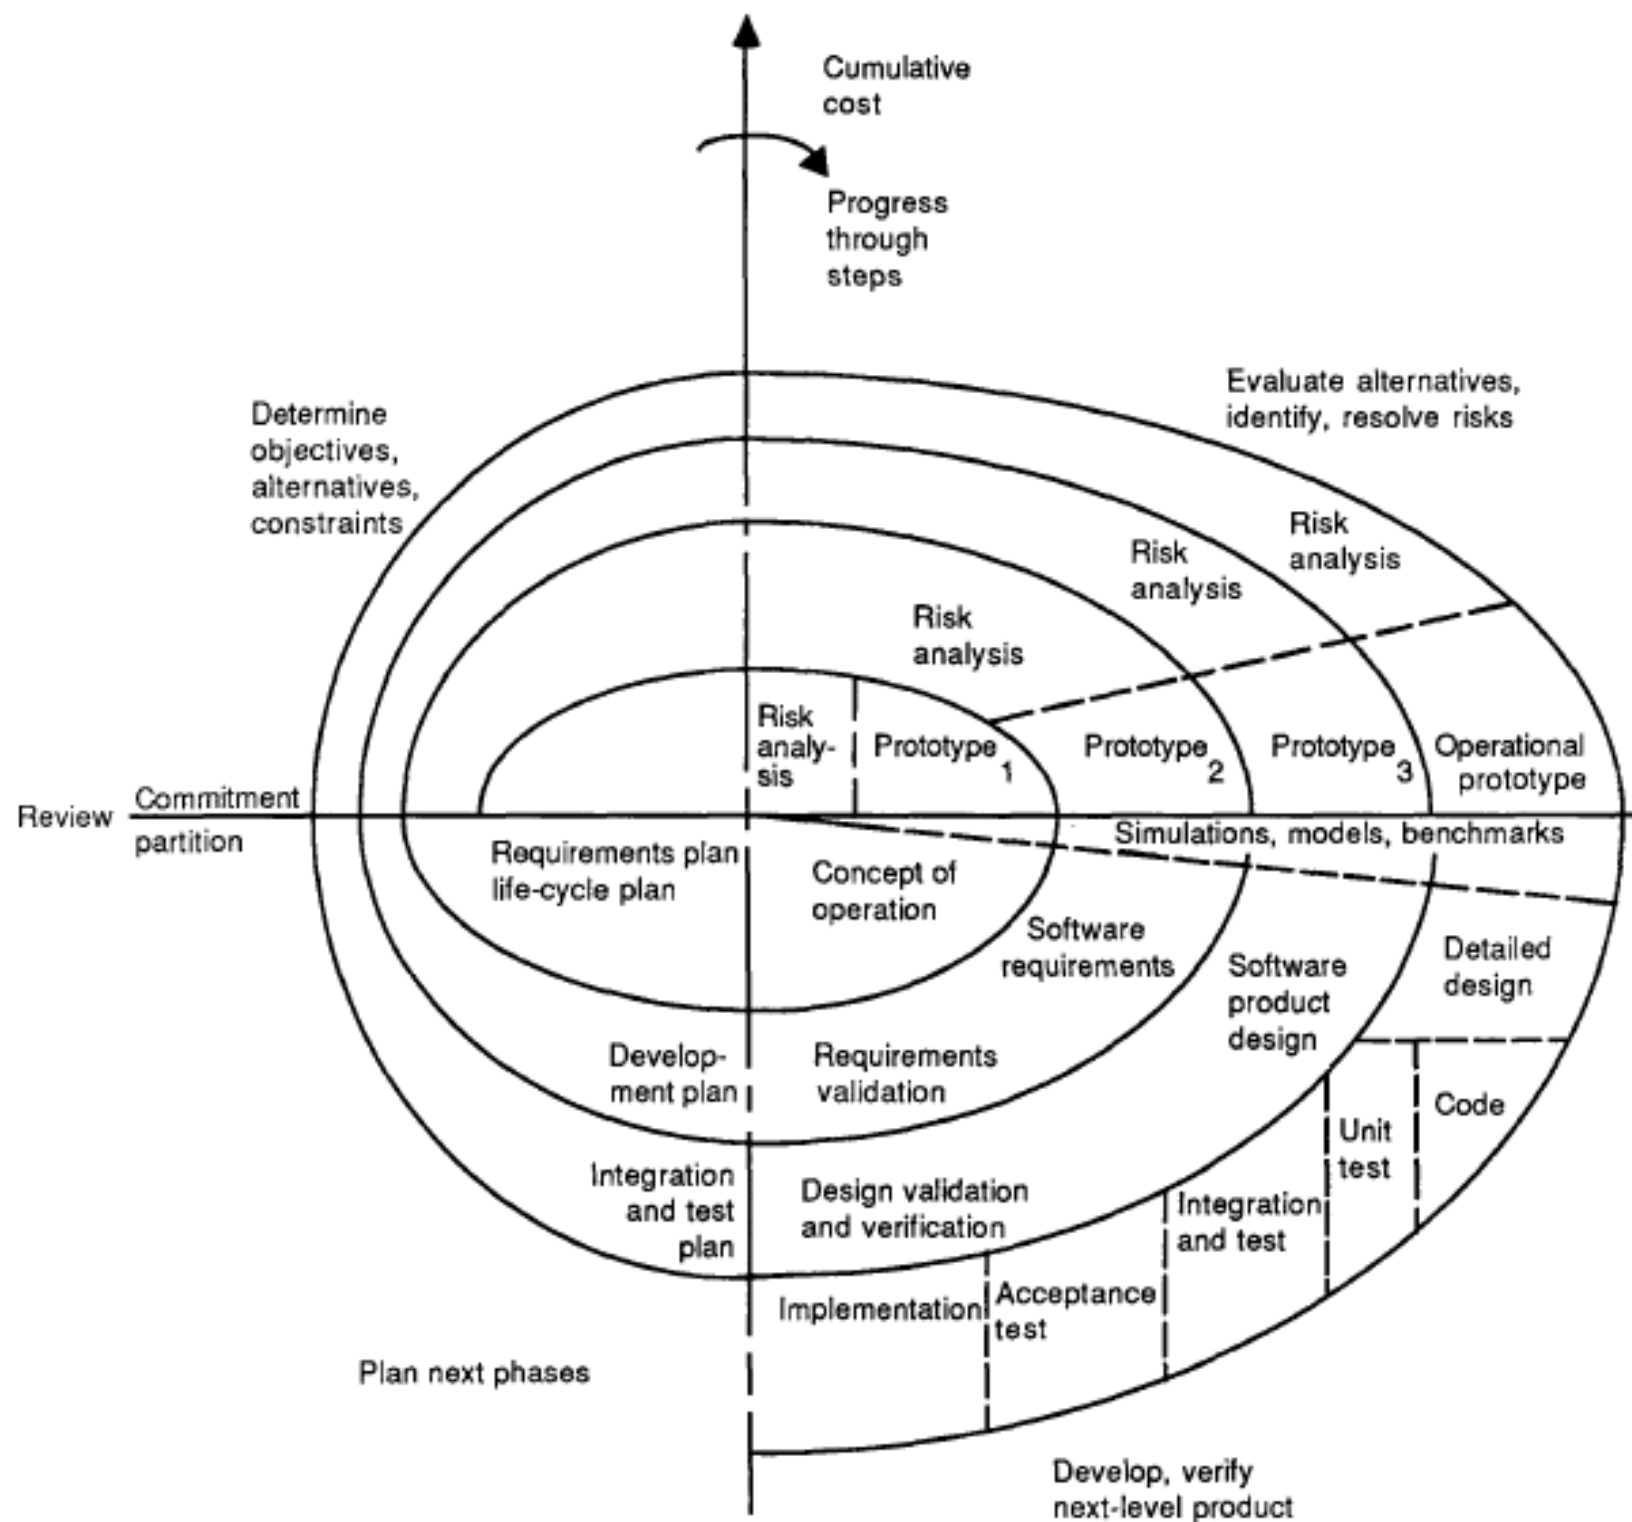 Cumulative
cost
Progress
through
steps
Determine
objectives,
alternatives,
constraints
Evaluate alternatives,
identify, resolve risks
Risk
analysis
Risk
analysis
Risk
analysis
Risk
analy-
sis
Prototype 1
Prototype 2
Prototype 3
Operational
prototype
Review
Commitment
partition
Simulations, models, benchmarks
Requirements plan
life-cycle plan
Concept of
operation
Software
requirements
Software
product
design
Detailed
design
Develop-
ment plan
Requirements
validation
Code
Unit
test
Integration
and test
plan
Design validation
and verification
Integration
and test
Acceptance
test
Implementation
Plan next phases
Develop, verify
next-level product